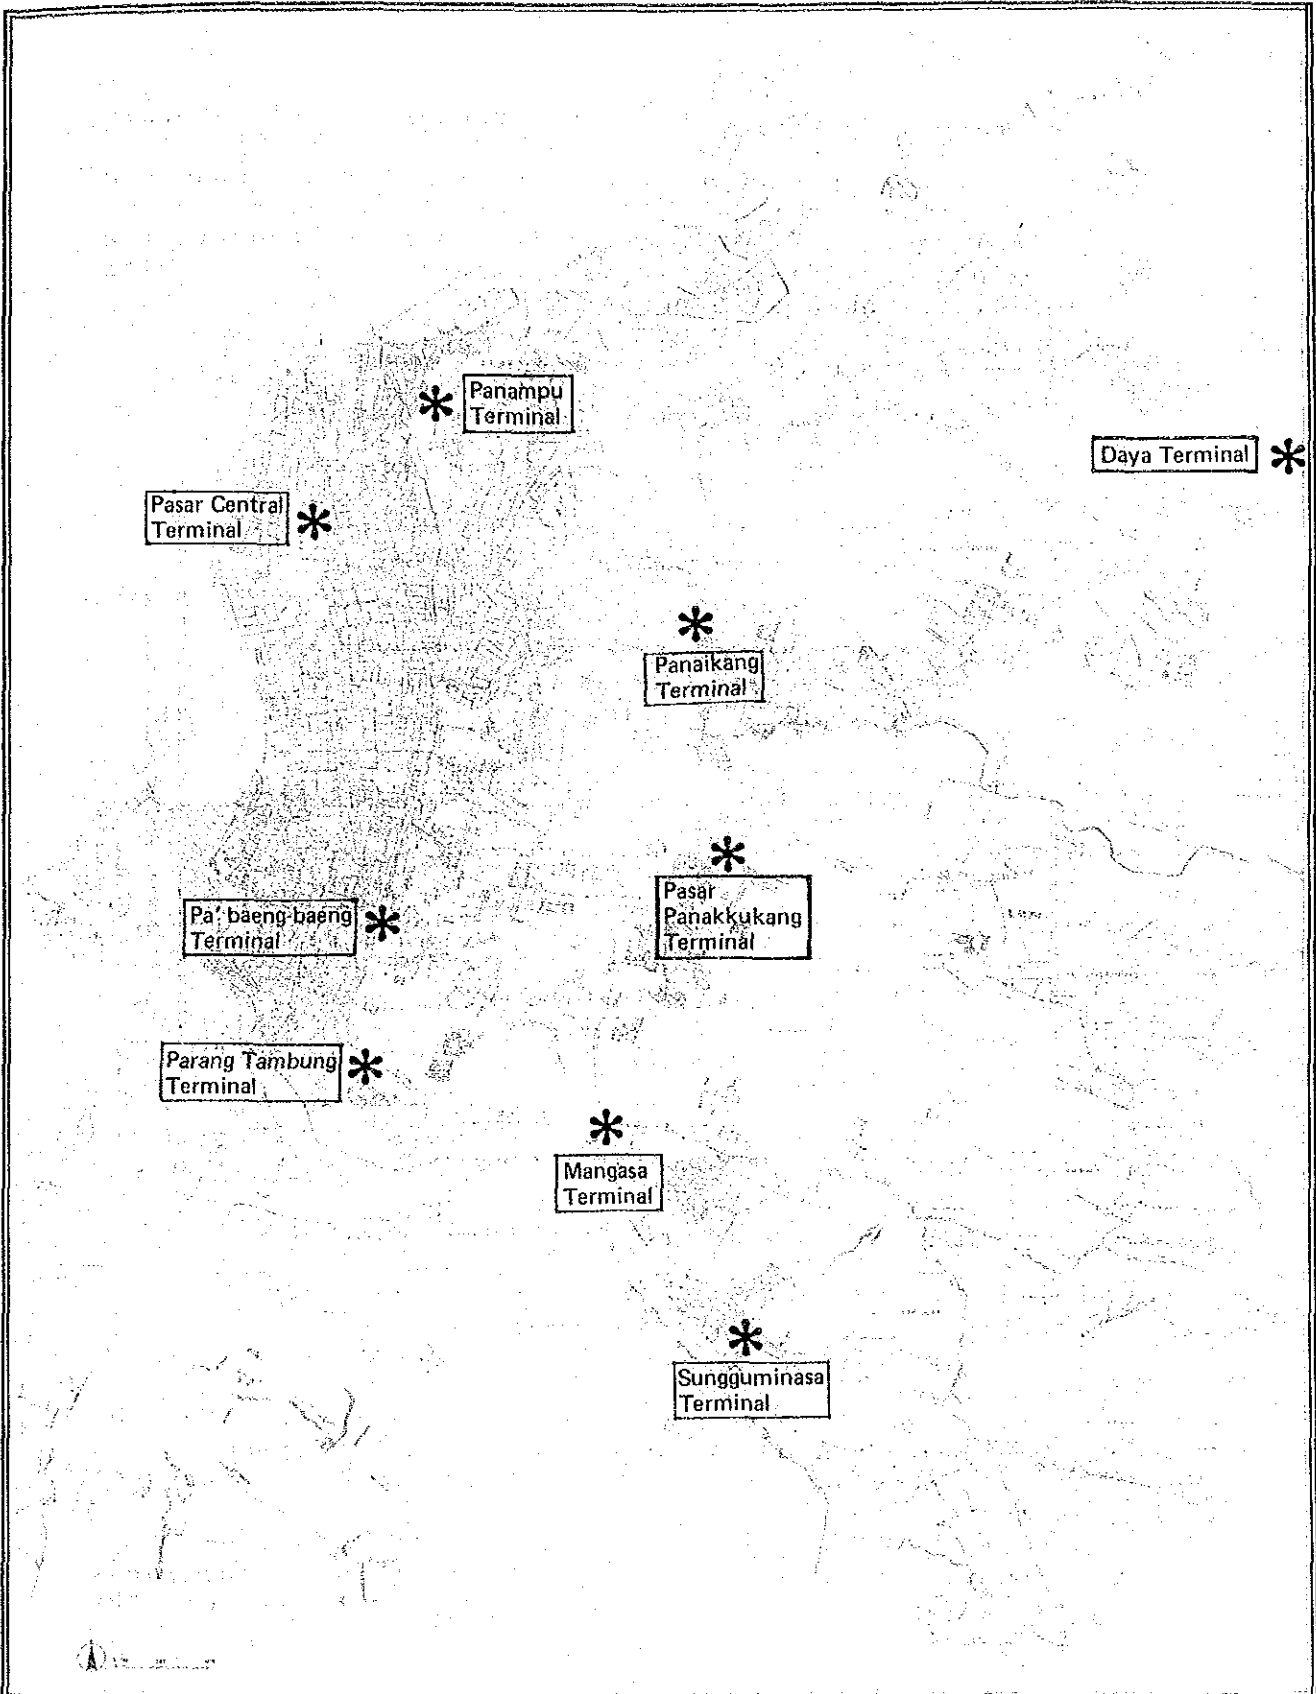 Panampu
Terminal
Daya Terminal
Pasar Central
Terminal
Panaikang
Terminal
Pasar
Panakkukang
Terminal
Pa' baeng-baeng
Terminal
Parang Tambung
Terminal
Mangasa
Terminal
Sungguminasa
Terminal